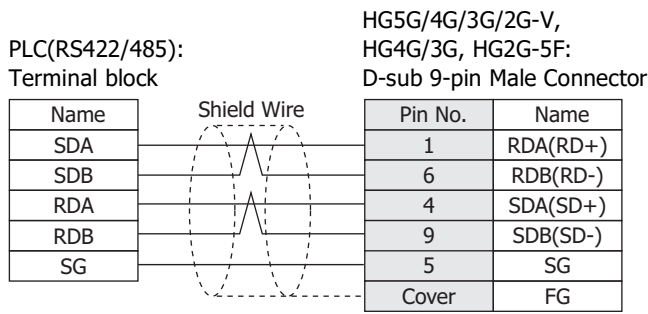 HG5G/4G/3G/2G-V,
PLC(RS422/485): HG4G/3G, HG2G-5F:
Terminal block D-sub 9-pin Male Connector
Name Shield Wire Pin No. Name
SDA 1 RDA(RD+)
SDB 6 RDB(RD-)
RDA 4 SDA(SD+)
RDB 9 SDB(SD-)
SG 5 SG
Cover FG